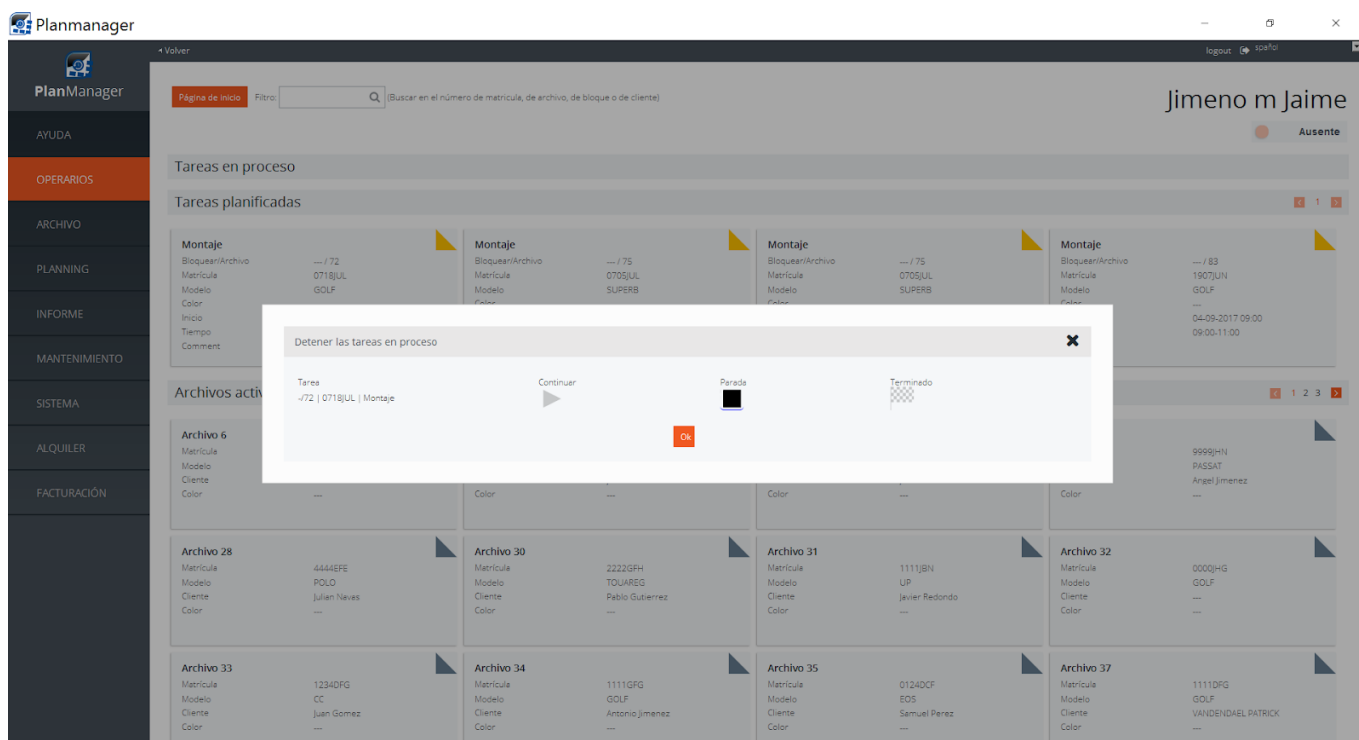 Planmanager
PlanManager
◂ Volver
logout spañol
Página de inicio Filtro: (Buscar en el número de matricula, de archivo, de bloque o de cliente)
Jimeno m Jaime
Ausente
AYUDA
OPERARIOS
ARCHIVO
PLANNING
INFORME
MANTENIMIENTO
SISTEMA
ALQUILER
FACTURACIÓN
Tareas en proceso
Tareas planificadas
1
Montaje
Bloquear/Archivo — / 72
Matrícula 0718JUL
Modelo GOLF
Color
Inicio
Tiempo
Comment
Montaje
Bloquear/Archivo — / 75
Matrícula 0705JUL
Modelo SUPERB
Color
Montaje
Bloquear/Archivo — / 75
Matrícula 0705JUL
Modelo SUPERB
Color
Montaje
Bloquear/Archivo — / 83
Matrícula 1907JUN
Modelo GOLF
Color —
04-09-2017 09:00
09:00-11:00
Detener las tareas en proceso
Tarea Continuar Parada Terminado
-/72 | 0718JUL | Montaje
Ok
Archivos activ
1 2 3
Archivo 6
Matrícula
Modelo
Cliente
Color —
Color —
Color —
9999JHN
PASSAT
Angel Jimenez
Color —
Archivo 28
Matrícula 4444EFE
Modelo POLO
Cliente Julian Navas
Color —
Archivo 30
Matrícula 2222GFH
Modelo TOUAREG
Cliente Pablo Gutierrez
Color —
Archivo 31
Matrícula 1111JBN
Modelo UP
Cliente Javier Redondo
Color —
Archivo 32
Matrícula 0000JHG
Modelo GOLF
Cliente —
Color —
Archivo 33
Matrícula 1234DFG
Modelo CC
Cliente Juan Gomez
Color —
Archivo 34
Matrícula 1111GFG
Modelo GOLF
Cliente Antonio Jimenez
Color —
Archivo 35
Matrícula 0124DCF
Modelo EOS
Cliente Samuel Perez
Color —
Archivo 37
Matrícula 1111DFG
Modelo GOLF
Cliente VANDENDAEL PATRICK
Color —